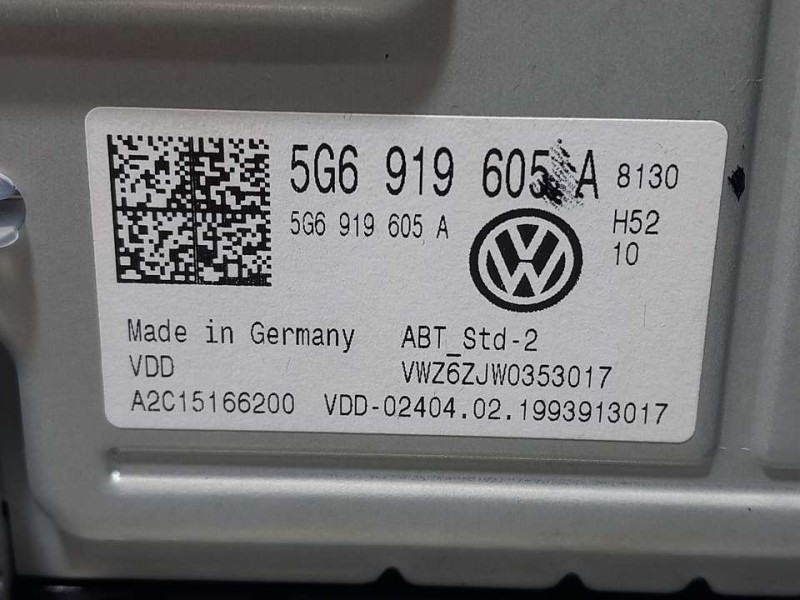 5G6 919 605 A 8130
5G6 919 605 A H52
10
Made in Germany ABT_Std-2
VDD VWZ6ZJW0353017
A2C15166200 VDD-02404.02.1993913017